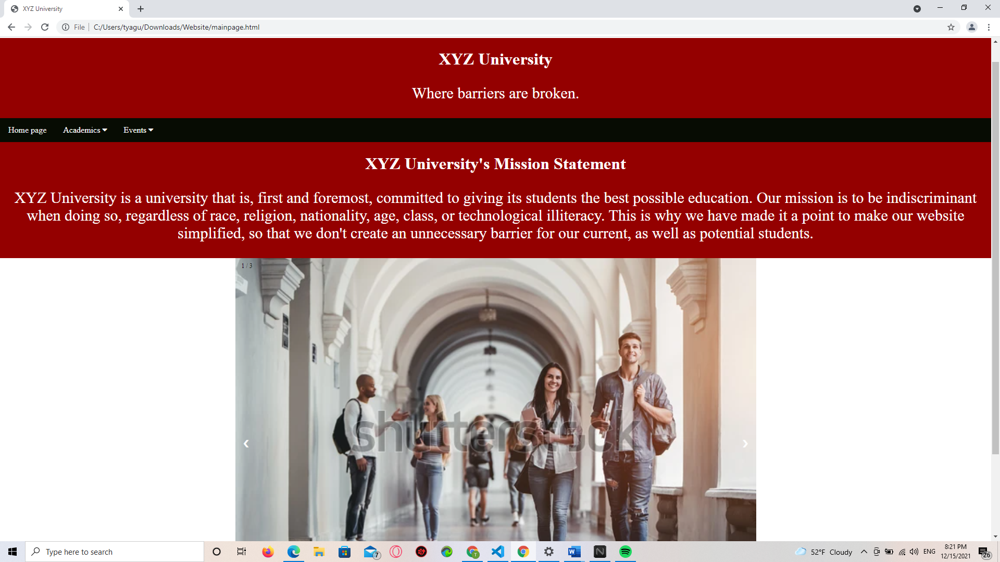 XYZ University
File
C:/Users/tyagu/Downloads/Website/mainpage.html
XYZ University
Where barriers are broken.
Home page Academics Events
XYZ University's Mission Statement
XYZ University is a university that is, first and foremost, committed to giving its students the best possible education. Our mission is to be indiscriminant
when doing so, regardless of race, religion, nationality, age, class, or technological illiteracy. This is why we have made it a point to make our website
simplified, so that we don't create an unnecessary barrier for our current, as well as potential students.
1 / 3
shutterstock
Type here to search
7
T
W
N
52°F Cloudy
ENG
8:21 PM
12/15/2021
26